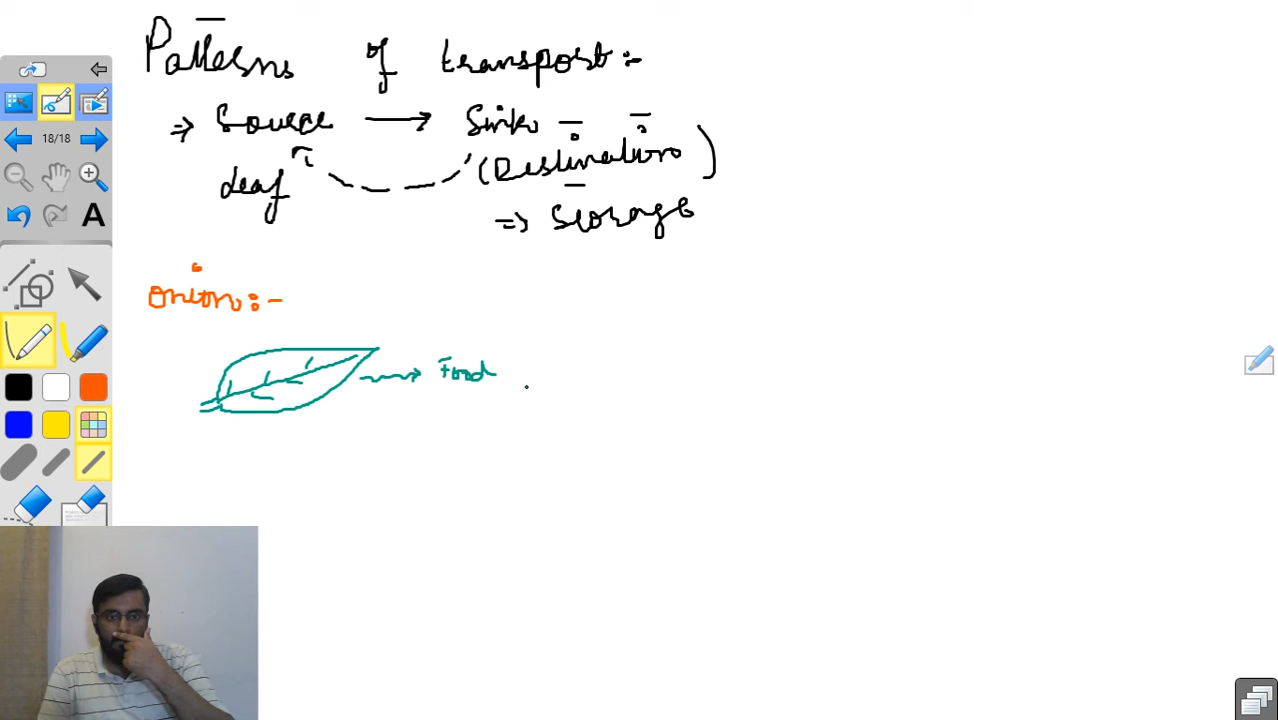 Patterns of transport:-
⇒ Source → Sink
Leaf (Destination)
⇒ Storage
Onion:-
→ Food
18/18
A